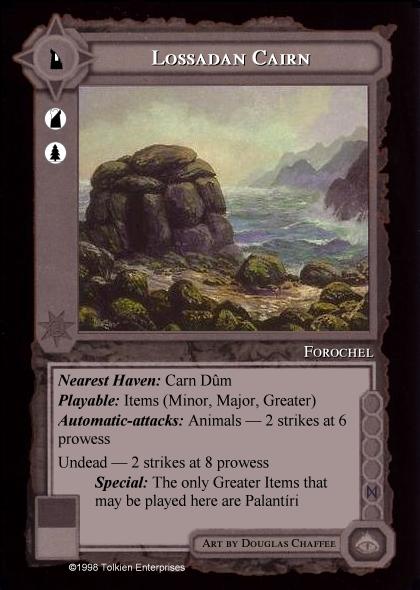 Lossadan Cairn
Forochel
Nearest Haven: Carn Dûm
Playable: Items (Minor, Major, Greater)
Automatic-attacks: Animals — 2 strikes at 6
prowess
Undead — 2 strikes at 8 prowess
Special: The only Greater Items that
may be played here are Palantíri
Art by Douglas Chaffee
©1998 Tolkien Enterprises